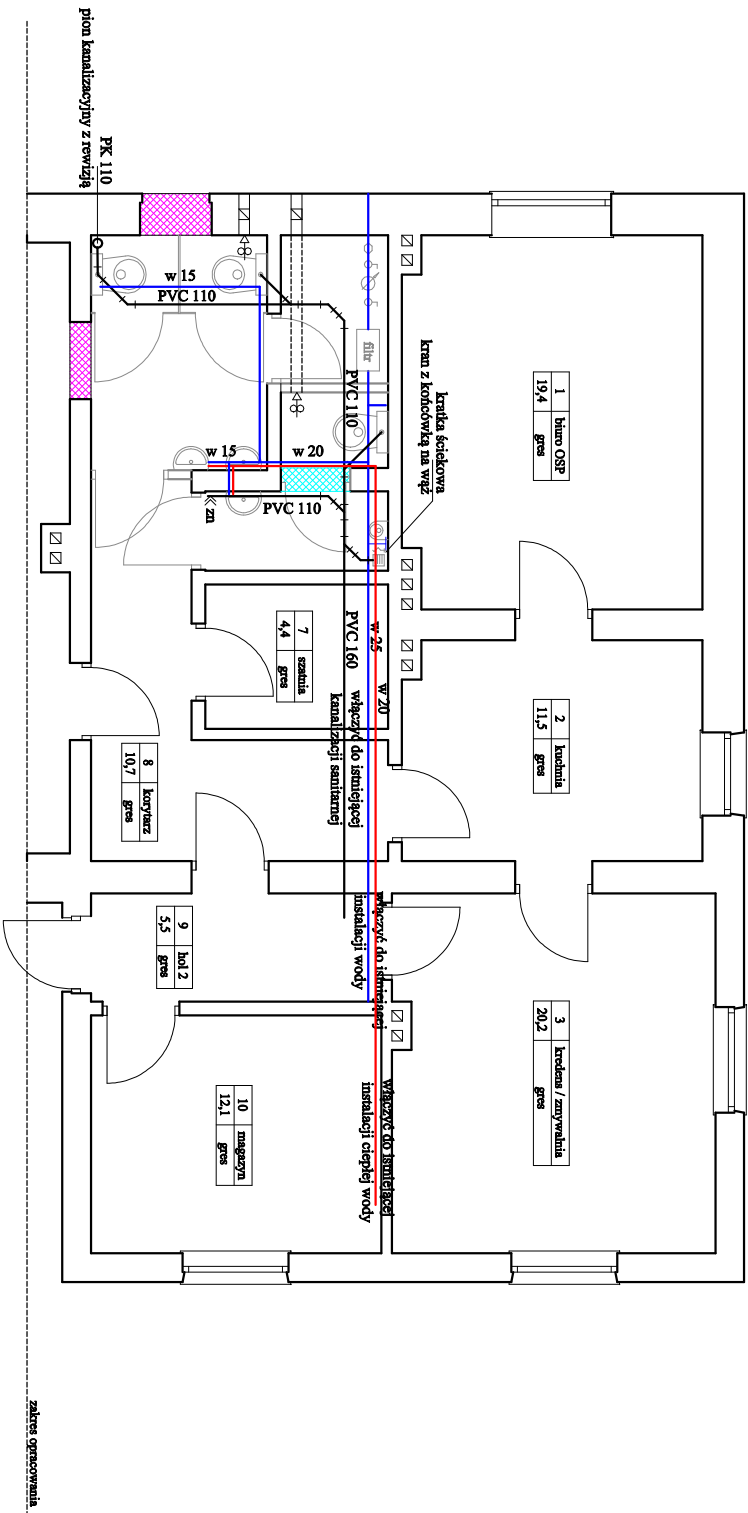 pion kanalizacyjny z rewizją
PK 110
w 15
PVC 110
filtr
PVC 110
kratka ściekowa
kran z końcówką na wąż
w 15
w 20
PVC 110
zn
1 biuro OSP
19,4 gres
2 kuchnia
11,5 gres
3 kredens / zmywalnia
20,2 gres
7 szatnia
4,4 gres
8 korytarz
10,7 gres
9 hol 2
5,5 gres
10 magazyn
12,1 gres
w 25
PVC 160
w 20
włączyć do istniejącej
kanalizacji sanitarnej
włączyć do istniejącej
instalacji wody
włączyć do istniejącej
instalacji ciepłej wody
zakres opracowania